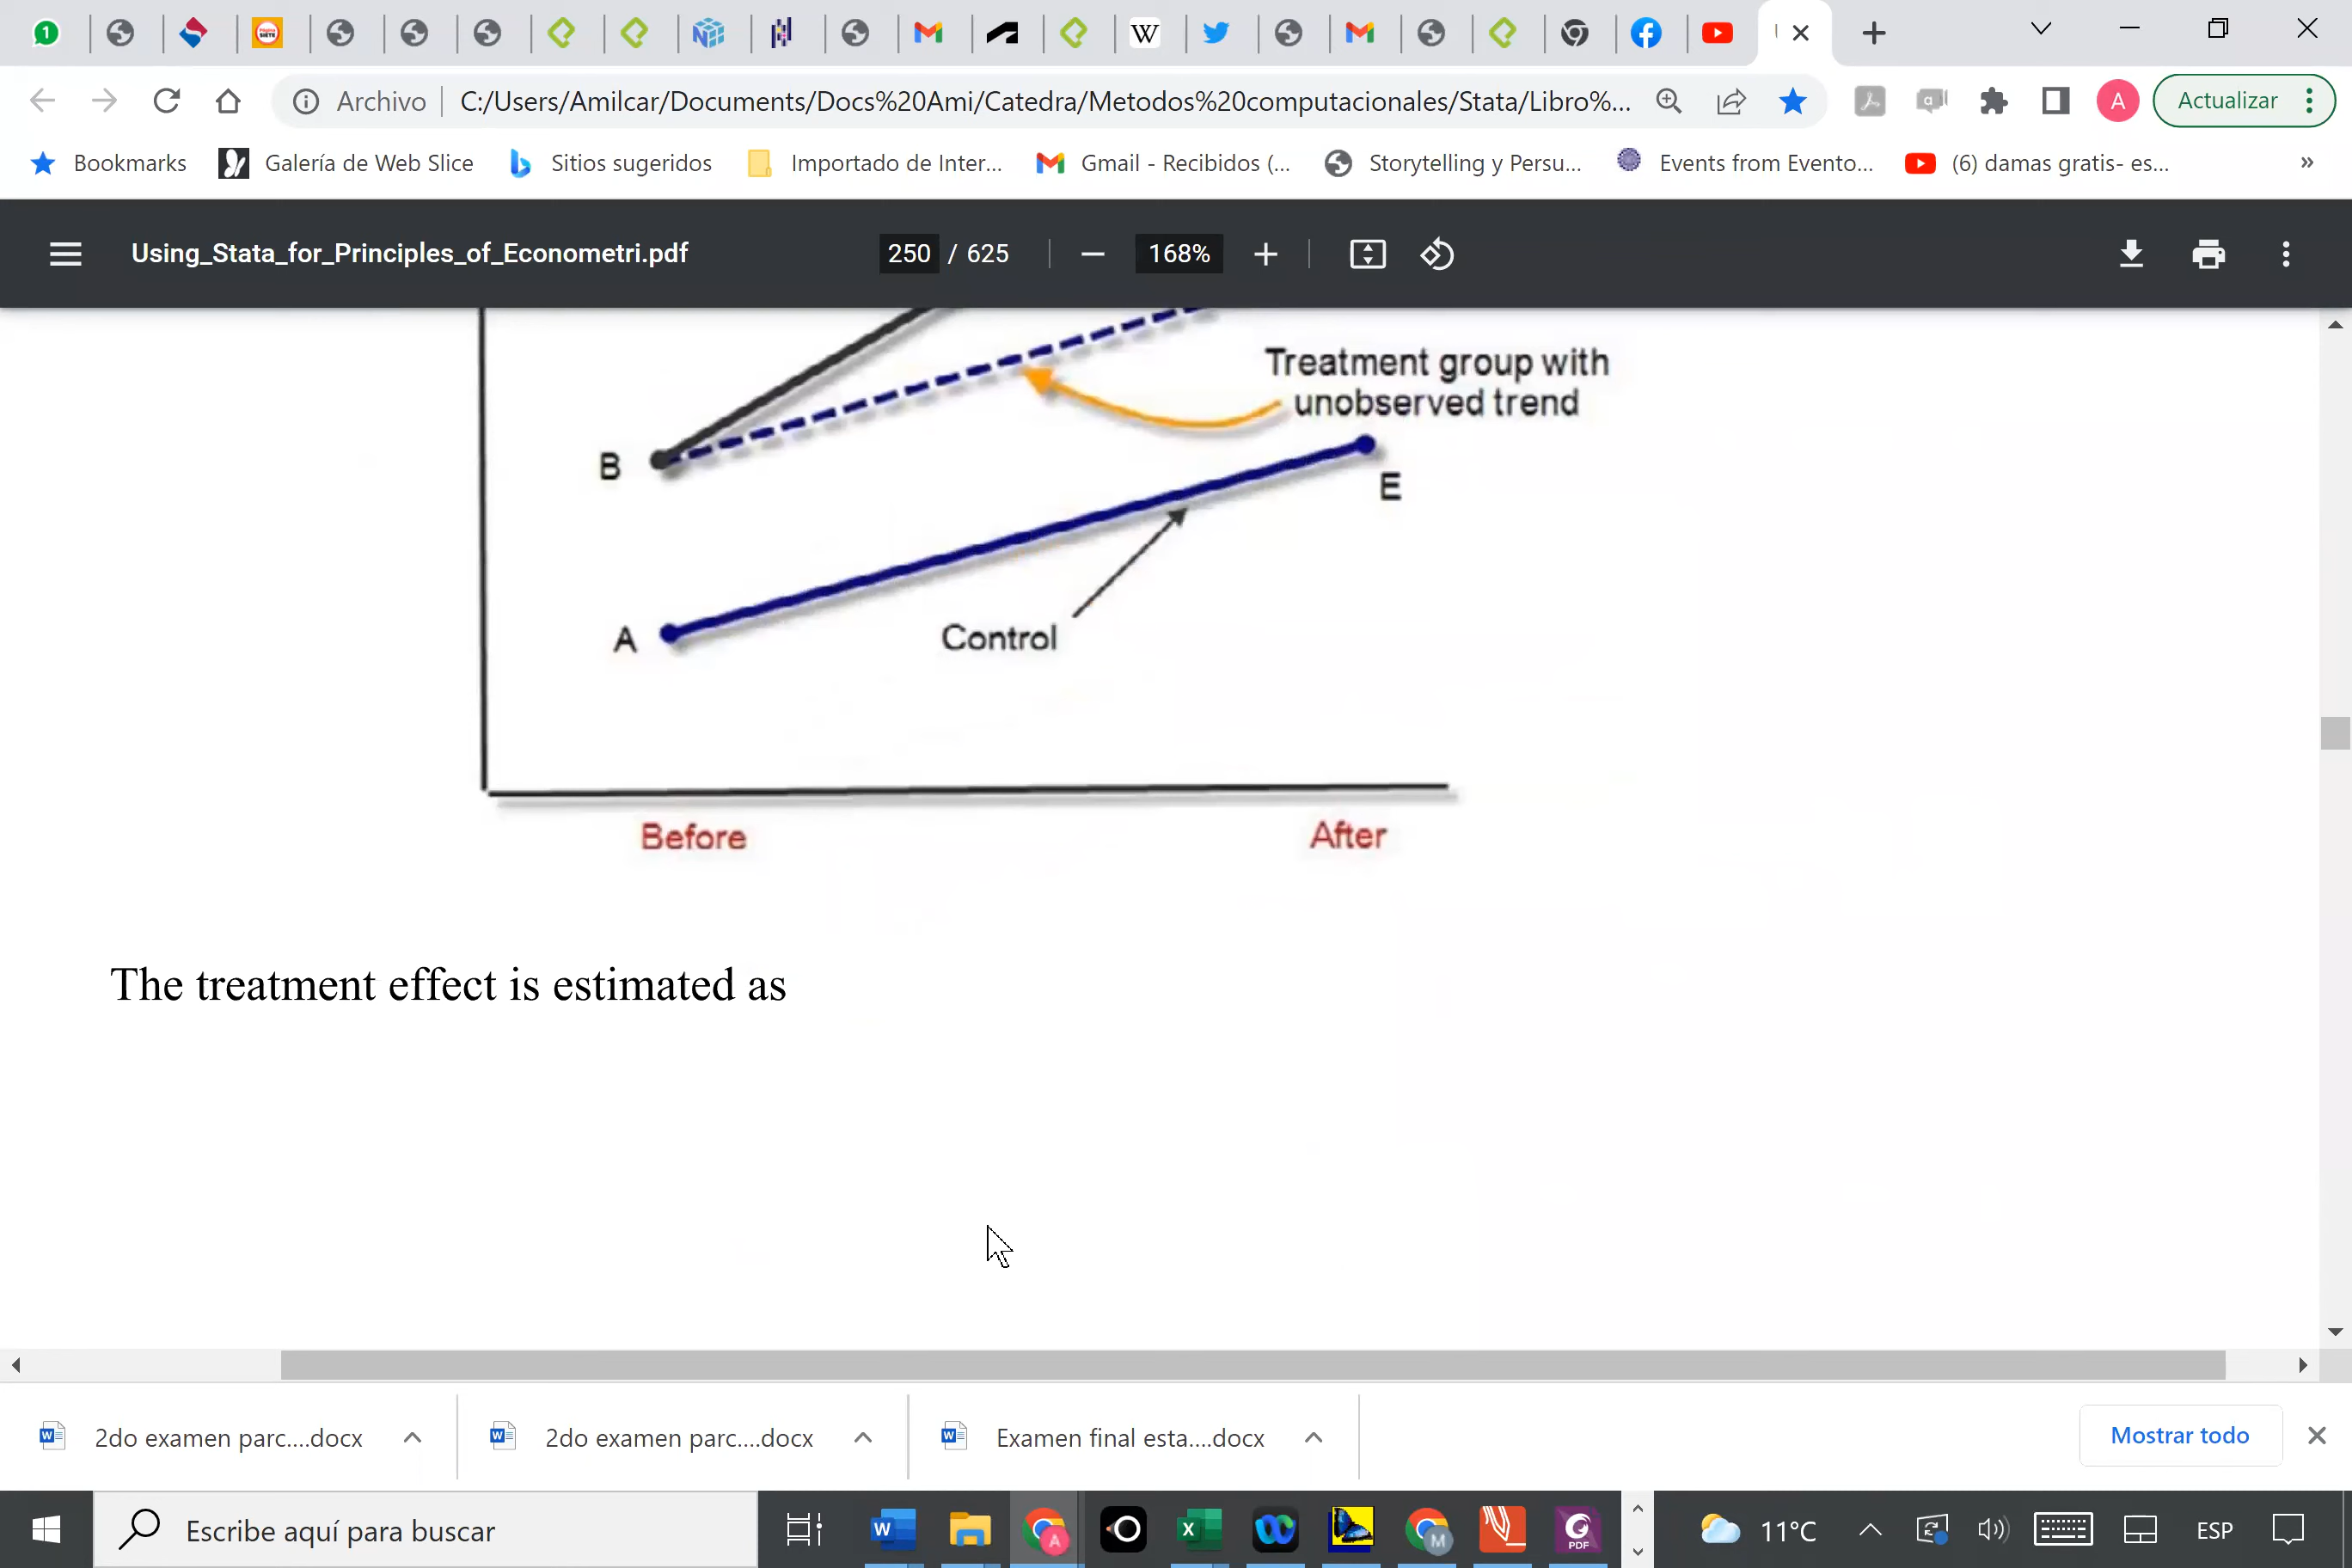 1
W
Archivo
C:/Users/Amilcar/Documents/Docs%20Ami/Catedra/Metodos%20computacionales/Stata/Libro%...
A
Actualizar
Bookmarks
Galería de Web Slice
Sitios sugeridos
Importado de Inter...
Gmail - Recibidos (...
Storytelling y Persu...
Events from Evento...
(6) damas gratis- es...
»
Using_Stata_for_Principles_of_Econometri.pdf
250 / 625
168%
Treatment group with
unobserved trend
B
E
A
Control
Before
After
The treatment effect is estimated as
2do examen parc....docx
2do examen parc....docx
Examen final esta....docx
Mostrar todo
Escribe aquí para buscar
W
A
X
M
PDF
11°C
ESP